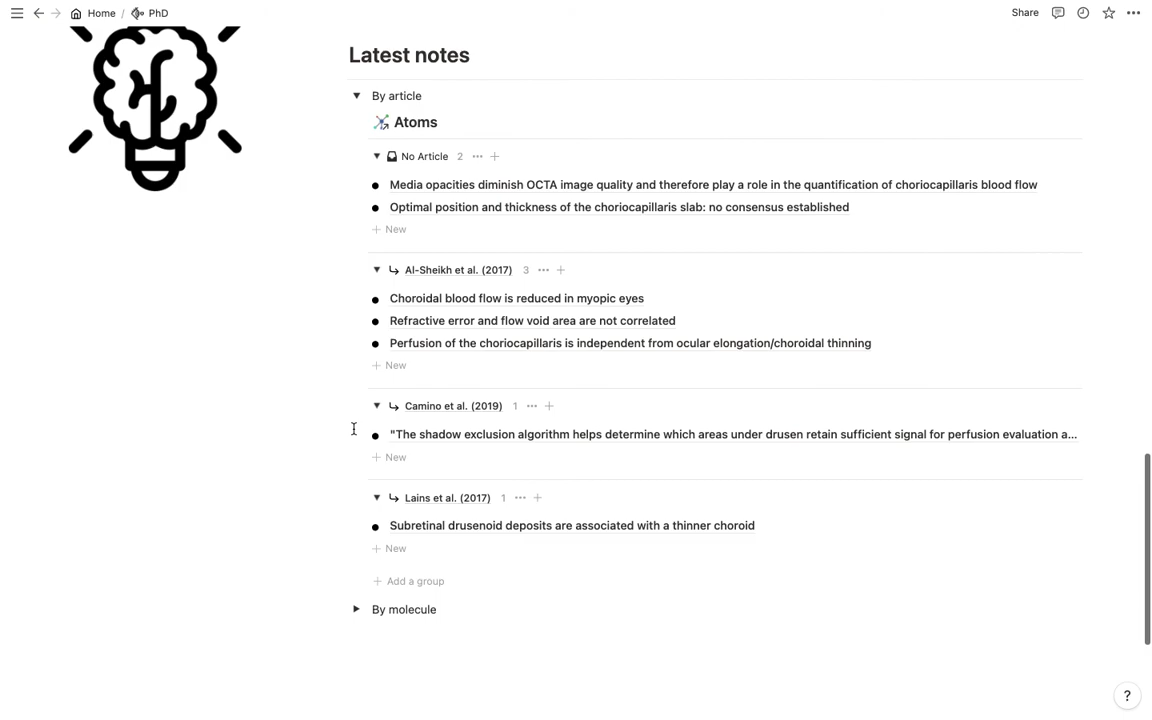 Home / PhD
Share
Latest notes
By article
Atoms
No Article 2
Media opacities diminish OCTA image quality and therefore play a role in the quantification of choriocapillaris blood flow
Optimal position and thickness of the choriocapillaris slab: no consensus established
+ New
Al-Sheikh et al. (2017) 3
Choroidal blood flow is reduced in myopic eyes
Refractive error and flow void area are not correlated
Perfusion of the choriocapillaris is independent from ocular elongation/choroidal thinning
+ New
Camino et al. (2019) 1
"The shadow exclusion algorithm helps determine which areas under drusen retain sufficient signal for perfusion evaluation a...
+ New
Lains et al. (2017) 1
Subretinal drusenoid deposits are associated with a thinner choroid
+ New
+ Add a group
By molecule
?